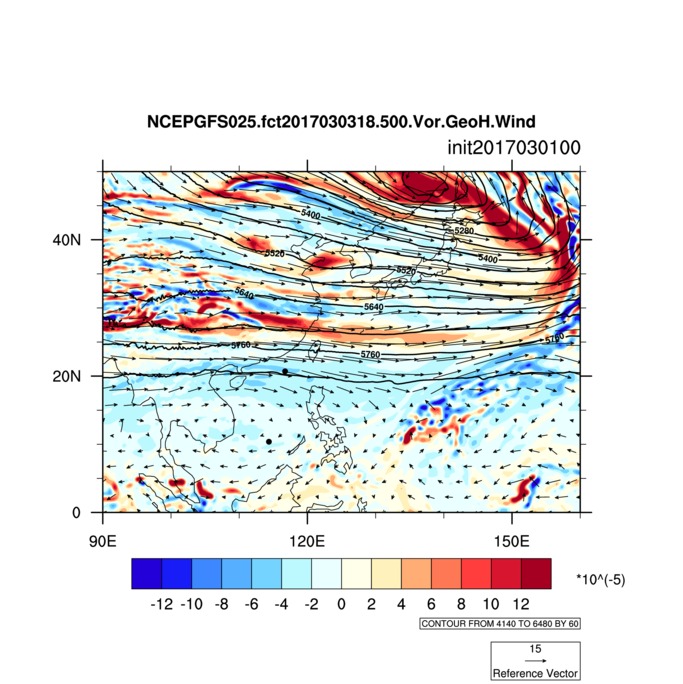 NCEPGFS025.fct2017030318.500.Vor.GeoH.Wind
init2017030100
5400
5280
40N
5520
5400
5520
5640
5640
5760
5760
5760
20N
0
90E 120E 150E
-12 -10 -8 -6 -4 -2 0 2 4 6 8 10 12
*10^(-5)
CONTOUR FROM 4140 TO 6480 BY 60
15
Reference Vector